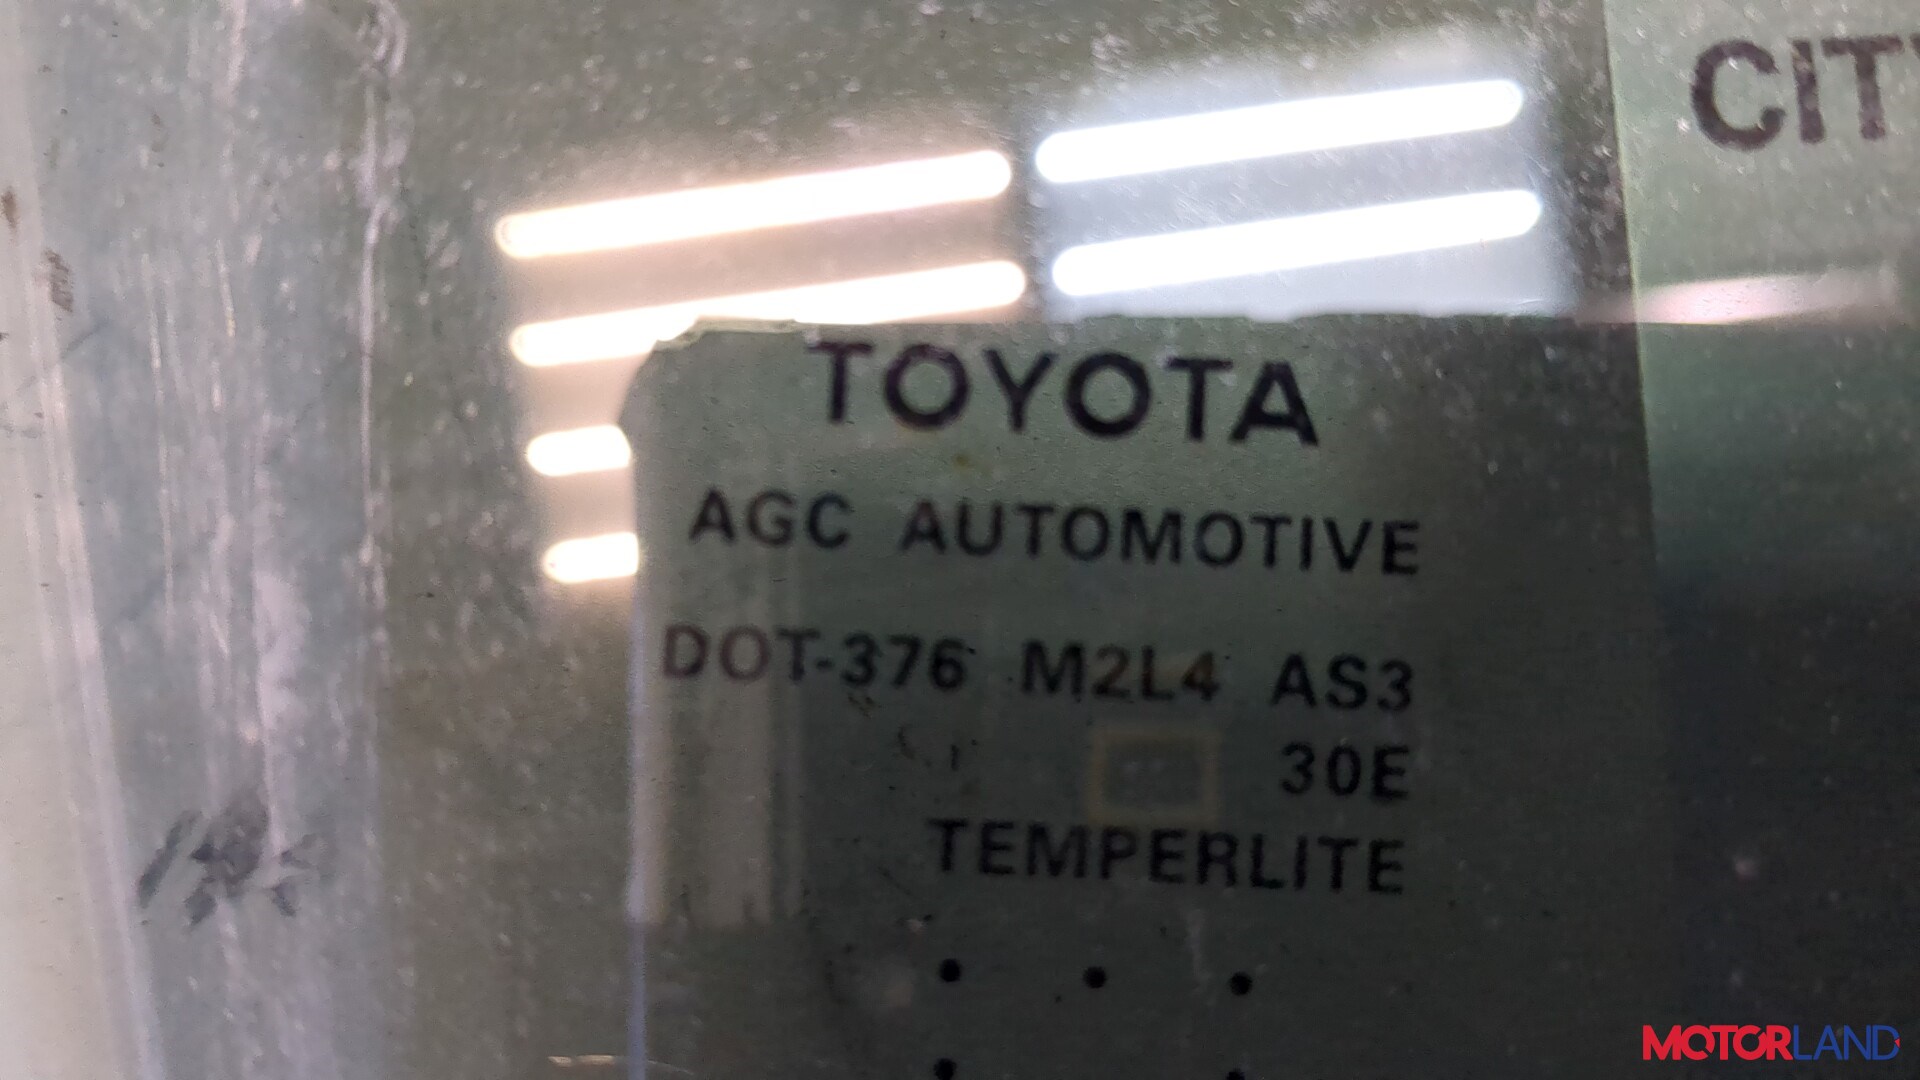 CIT
TOYOTA
AGC AUTOMOTIVE
DOT-376 M2L4 AS3
30E
TEMPERLITE
MOTORLAND